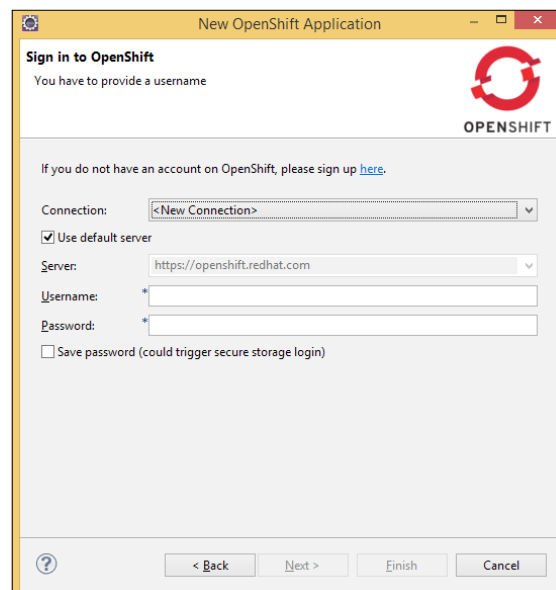 New OpenShift Application
Sign in to OpenShift
You have to provide a username
OPENSHIFT
If you do not have an account on OpenShift, please sign up here.
Connection: <New Connection>
Use default server
Server: https://openshift.redhat.com
Username: *
Password: *
Save password (could trigger secure storage login)
? < Back Next > Finish Cancel